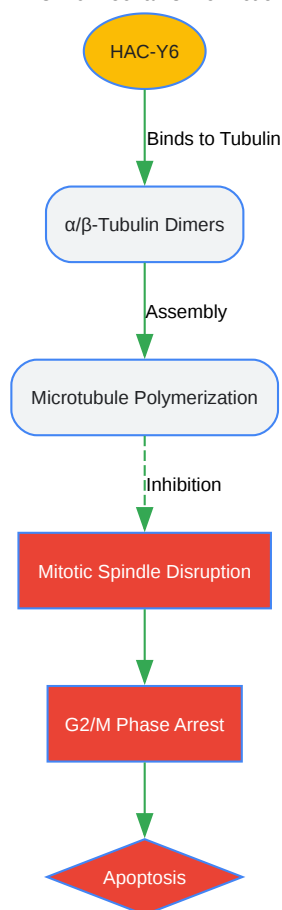 HAC-Y6
Binds to Tubulin
α/β-Tubulin Dimers
Assembly
Microtubule Polymerization
Inhibition
Mitotic Spindle Disruption
G2/M Phase Arrest
Apoptosis